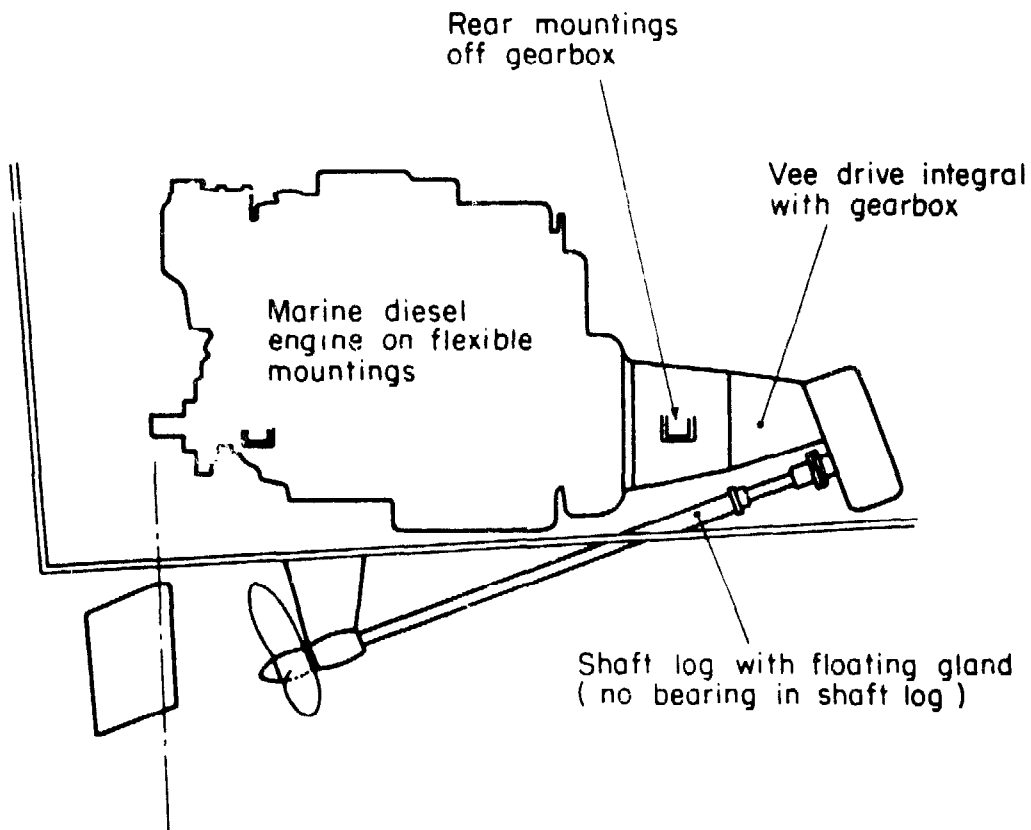 Rear mountings
off gearbox
Vee drive integral
with gearbox
Marine diesel
engine on flexible
mountings
Shaft log with floating gland
( no bearing in shaft log )